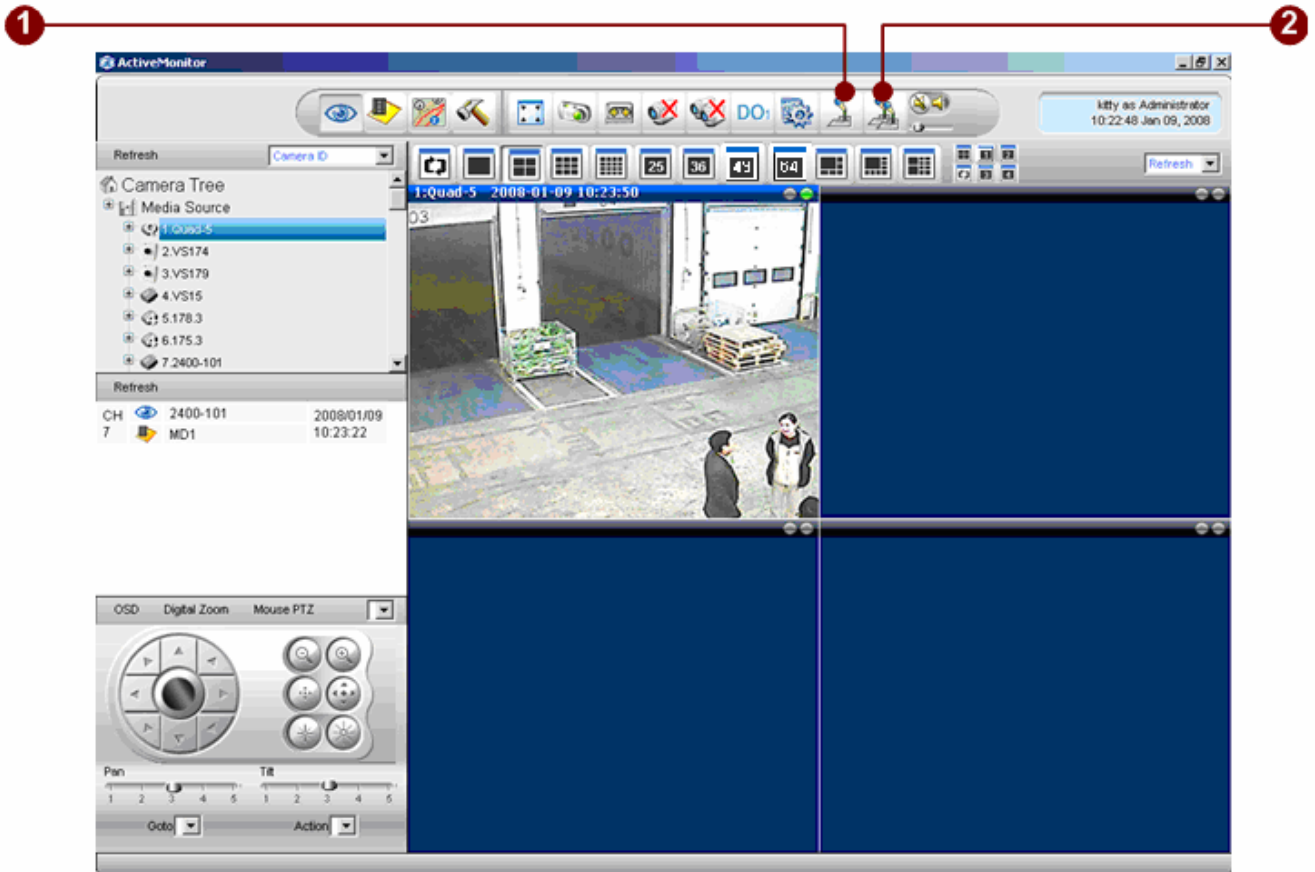 1
2
ActiveMonitor
DO
kitty as Administrator
10:22:48 Jan 09, 2008
Refresh
Camera ID
25
36
49
64
Refresh
Camera Tree
Media Source
1.Quad-5
2.VS174
3.VS179
4.VS15
5.178.3
6.175.3
7.2400-101
1:Quad-5 2008-01-09 10:23:50
03
Refresh
CH 2400-101 2008/01/09
7 MD1 10:23:22
OSD Digital Zoom Mouse PTZ
Pan Tilt
1 2 3 4 5 1 2 3 4 5
Goto Action